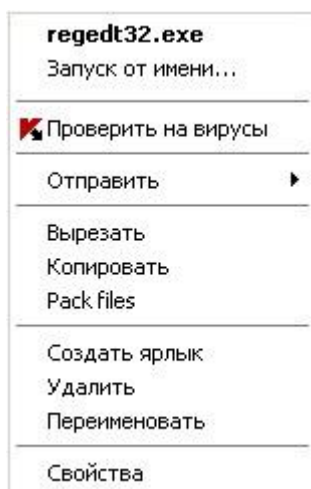 regedt32.exe
Запуск от имени...
Проверить на вирусы
Отправить
Вырезать
Копировать
Pack files
Создать ярлык
Удалить
Переименовать
Свойства